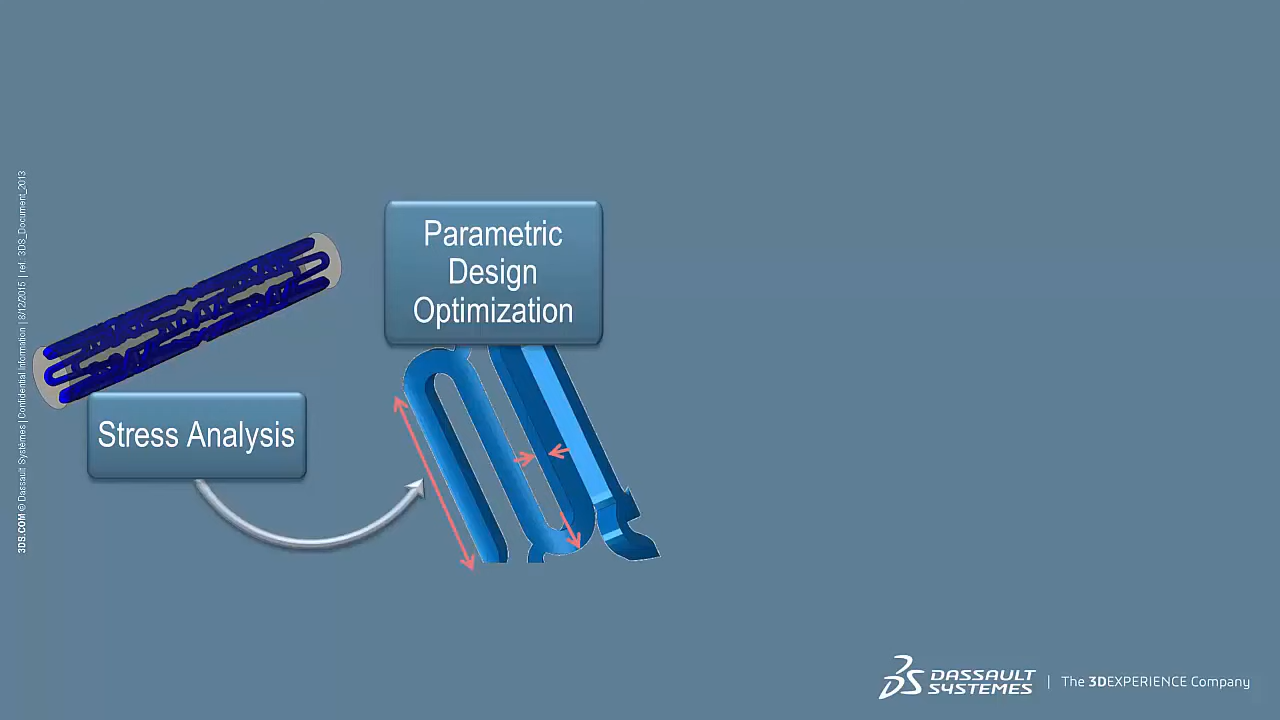 Parametric
Design
Optimization
Stress Analysis
3DS.COM © Dassault Systèmes | Confidential Information | 8/12/2015 | ref.: 3DS_Document_2013
DASSAULT
SYSTEMES
| The 3DEXPERIENCE Company